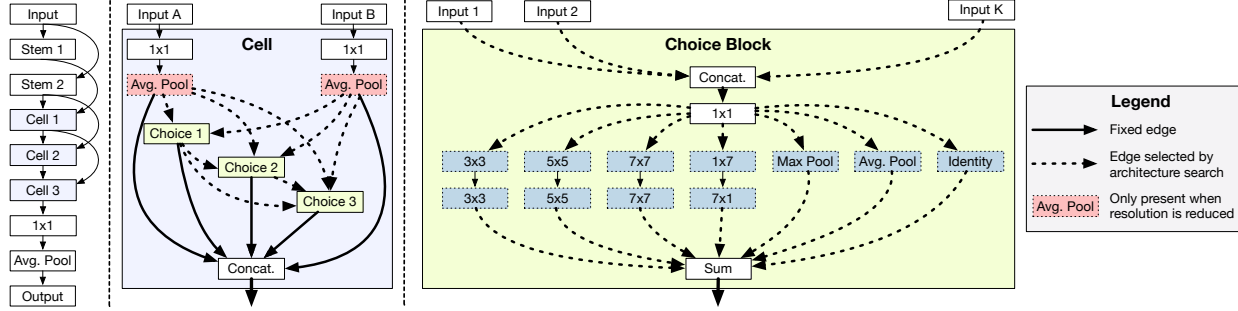 Input
Stem 1
Stem 2
Cell 1
Cell 2
Cell 3
1x1
Avg. Pool
Output
Input A
Input B
Cell
1x1
1x1
Avg. Pool
Avg. Pool
Choice 1
Choice 2
Choice 3
Concat.
Input 1
Input 2
Input K
Choice Block
Concat.
1x1
3x3
5x5
7x7
1x7
Max Pool
Avg. Pool
Identity
3x3
5x5
7x7
7x1
Sum
Legend
Fixed edge
Edge selected by
architecture search
Avg. Pool
Only present when
resolution is reduced